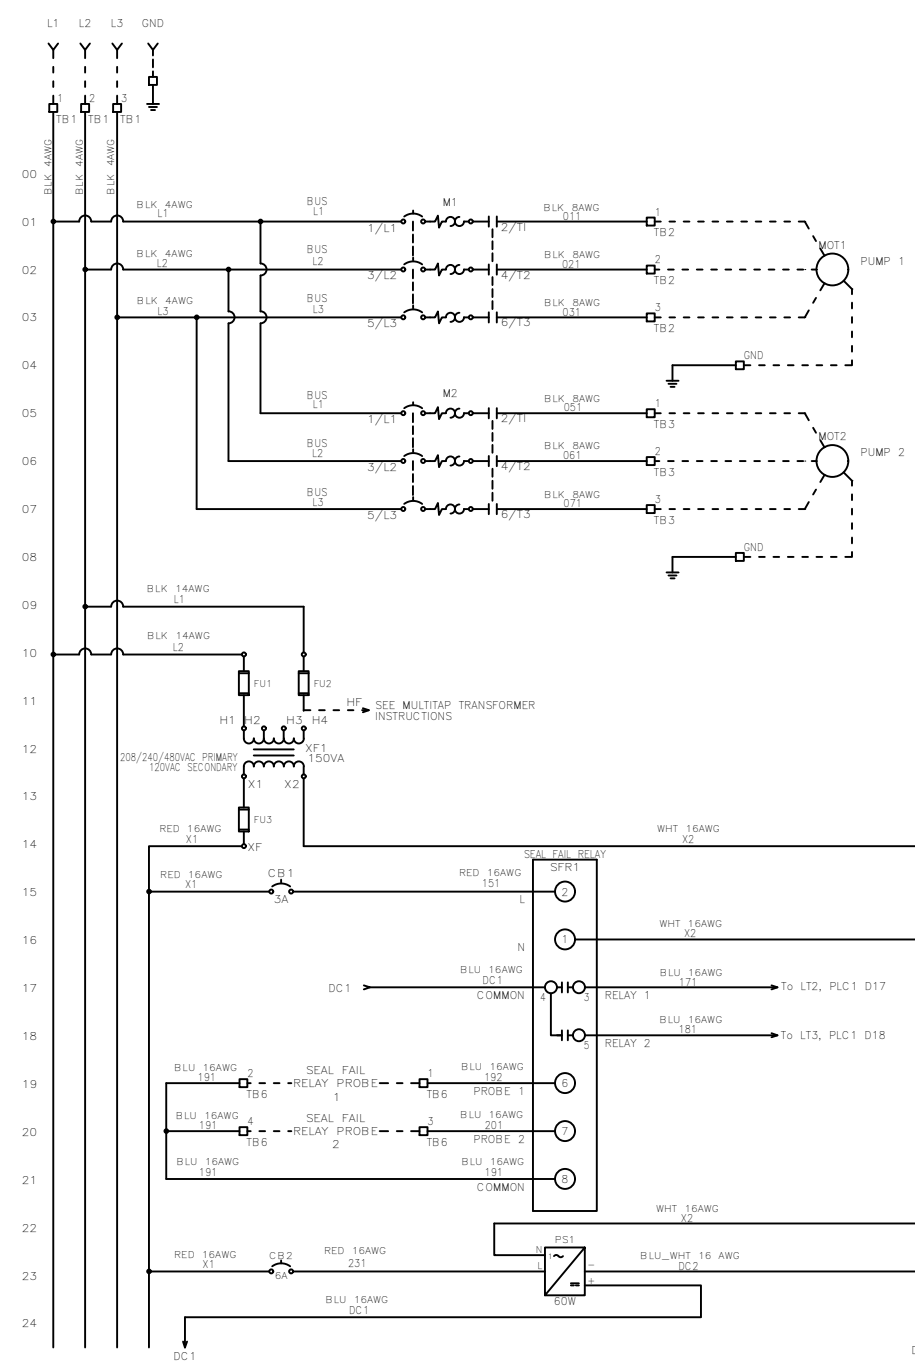 L1 L2 L3 GND
1 2 3
TB1 TB1 TB1
BLK 4AWG BLK 4AWG BLK 4AWG
00
BLK 4AWG BUS M1 BLK 8AWG
01 L1 L1 1/L1 2/T1 011 1 TB2
MOT1
PUMP 1
BLK 4AWG BUS BLK 8AWG
02 L2 L2 3/L2 4/T2 021 2 TB2
BLK 4AWG BUS BLK 8AWG
03 L3 L3 5/L3 6/T3 031 3 TB2
04 GND
BUS M2 BLK 8AWG
05 L1 1/L1 2/T1 051 1 TB3
MOT2
PUMP 2
BUS BLK 8AWG
06 L2 3/L2 4/T2 061 2 TB3
BUS BLK 8AWG
07 L3 5/L3 6/T3 071 3 TB3
08 GND
BLK 14AWG
09 L1
BLK 14AWG
10 L2
FU1 FU2
11 HF SEE MULTITAP TRANSFORMER
INSTRUCTIONS
H1 H2 H3 H4
12 XF1
208/240/480VAC PRIMARY 150VA
120VAC SECONDARY
X1 X2
13
FU3
RED 16AWG WHT 16AWG
14 X1 XF X2
SEAL FAIL RELAY
SFR1
RED 16AWG CB1 RED 16AWG
15 X1 3A 151 L 2
WHT 16AWG
16 N 1 X2
BLU 16AWG BLU 16AWG
17 DC1 DC1 171 To LT2, PLC1 D17
COMMON 4 3 RELAY 1
BLU 16AWG
18 181 To LT3, PLC1 D18
5 RELAY 2
BLU 16AWG SEAL FAIL BLU 16AWG
19 191 2 TB6 RELAY PROBE 1 1 TB6 192 6
PROBE 1
BLU 16AWG SEAL FAIL BLU 16AWG
20 191 4 TB6 RELAY PROBE 2 3 TB6 201 7
PROBE 2
BLU 16AWG BLU 16AWG
21 191 191 8
COMMON
WHT 16AWG
22 X2
PS1
RED 16AWG CB2 RED 16AWG N 1 BLU_WHT 16 AWG
23 X1 6A 231 L - DC2
+
60W
BLU 16AWG
24 DC1
DC1